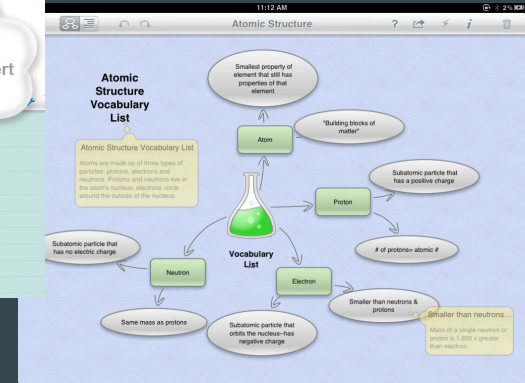 11:12 AM
2%
Atomic Structure
?
i
ert
Atomic
Structure
Vocabulary
List
Atomic Structure Vocabulary List
Atoms are made up of three types of
particles: protons, electrons and
neutrons. Protons and neutrons live in
the atom's nucleus; electrons circle
around the outside of the nucleus.
Smallest property of
element that still has
properties of that
element
Atom
"Building blocks of
matter"
Subatomic particle that
has a positive charge
Proton
# of protons= atomic #
Vocabulary
List
Subatomic particle that
has no electric charge
Neutron
Same mass as protons
Electron
Subatomic particle that
orbits the nucleus--has
negative charge
Smaller than neutrons &
protons
Smaller than neutrons...
Mass of a single neutron or
proton is 1,800 x greater
than electron